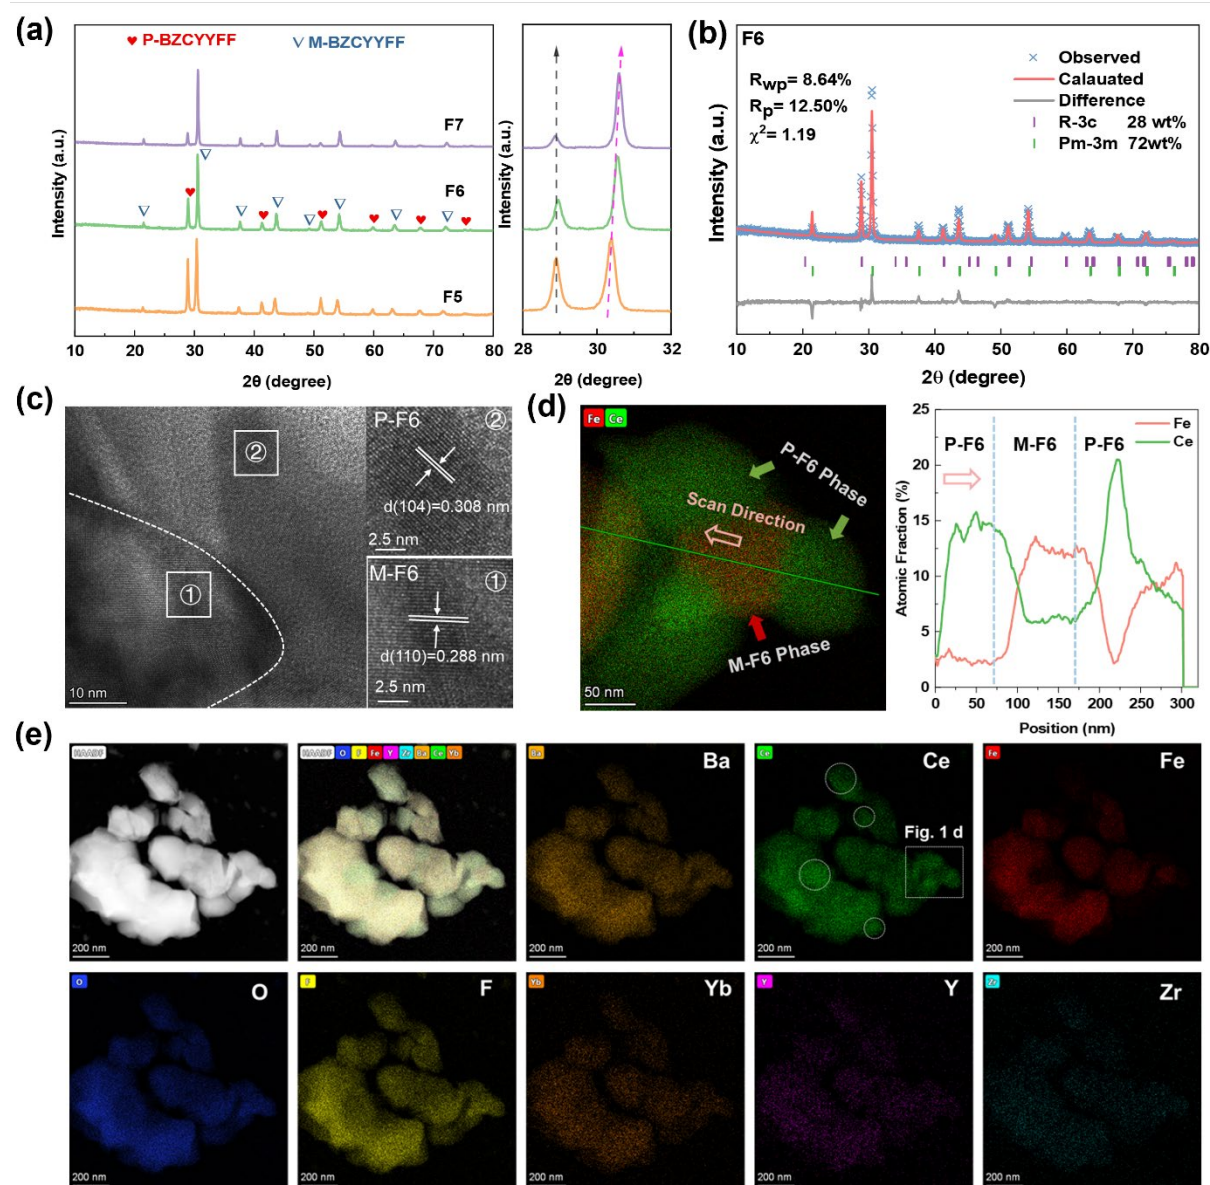 (a)
♥ P-BZCYYFF
▽ M-BZCYYFF
F7
F6
F5
Intensity (a.u.)
10 20 30 40 50 60 70 80
2θ (degree)
Intensity (a.u.)
28 30 32
2θ (degree)
(b)
F6
Rwp= 8.64%
Rp= 12.50%
χ²= 1.19
Observed
Calauated
Difference
R-3c 28 wt%
Pm-3m 72wt%
Intensity (a.u.)
10 20 30 40 50 60 70 80
2θ (degree)
(c)
②
①
10 nm
P-F6
②
d(104)=0.308 nm
2.5 nm
M-F6
①
d(110)=0.288 nm
2.5 nm
(d)
Fe Ce
P-F6 Phase
Scan Direction
M-F6 Phase
50 nm
P-F6 M-F6 P-F6
Fe
Ce
Atomic Fraction (%)
25
20
15
10
5
0
0 50 100 150 200 250 300
Position (nm)
(e)
HAADF
200 nm
HAADF O F Fe Y Zr Ba Ce Yb
200 nm
Ba
Ba
200 nm
Ce
Ce
Fig. 1 d
200 nm
Fe
Fe
200 nm
O
O
200 nm
F
F
200 nm
Yb
Yb
200 nm
Y
Y
200 nm
Zr
Zr
200 nm